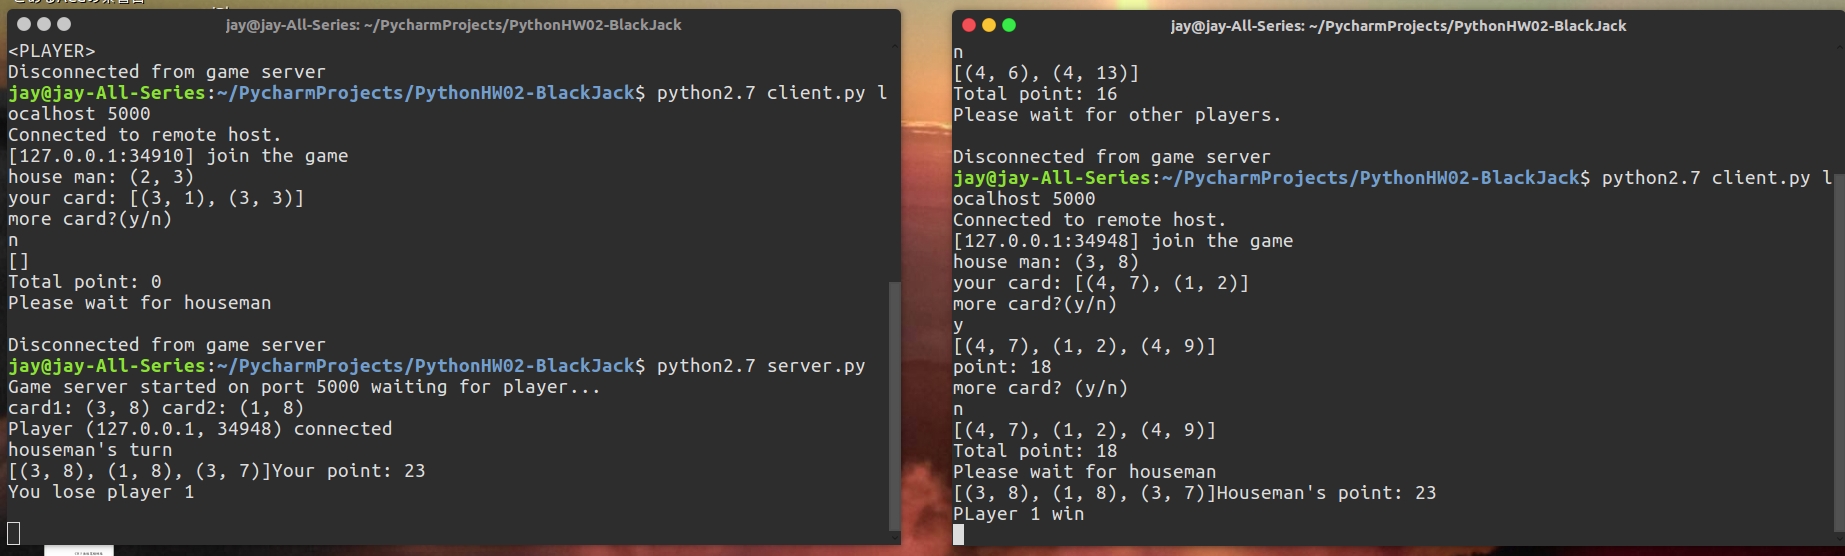 jay@jay-All-Series: ~/PycharmProjects/PythonHW02-BlackJack
<PLAYER>
Disconnected from game server
jay@jay-All-Series:~/PycharmProjects/PythonHW02-BlackJack$ python2.7 client.py l
ocalhost 5000
Connected to remote host.
[127.0.0.1:34910] join the game
house man: (2, 3)
your card: [(3, 1), (3, 3)]
more card?(y/n)
n
[]
Total point: 0
Please wait for houseman
Disconnected from game server
jay@jay-All-Series:~/PycharmProjects/PythonHW02-BlackJack$ python2.7 server.py
Game server started on port 5000 waiting for player...
card1: (3, 8) card2: (1, 8)
Player (127.0.0.1, 34948) connected
houseman's turn
[(3, 8), (1, 8), (3, 7)]Your point: 23
You lose player 1
jay@jay-All-Series: ~/PycharmProjects/PythonHW02-BlackJack
n
[(4, 6), (4, 13)]
Total point: 16
Please wait for other players.
Disconnected from game server
jay@jay-All-Series:~/PycharmProjects/PythonHW02-BlackJack$ python2.7 client.py l
ocalhost 5000
Connected to remote host.
[127.0.0.1:34948] join the game
house man: (3, 8)
your card: [(4, 7), (1, 2)]
more card?(y/n)
y
[(4, 7), (1, 2), (4, 9)]
point: 18
more card? (y/n)
n
[(4, 7), (1, 2), (4, 9)]
Total point: 18
Please wait for houseman
[(3, 8), (1, 8), (3, 7)]Houseman's point: 23
PLayer 1 win